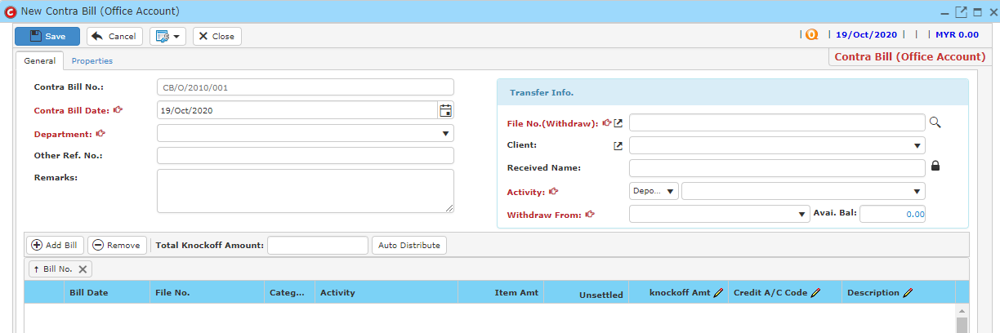 New Contra Bill (Office Account)
Save Cancel Close | | 19/Oct/2020 | | | MYR 0.00
General Properties Contra Bill (Office Account)
Contra Bill No.: CB/O/2010/001
Contra Bill Date: 19/Oct/2020
Department:
Other Ref. No.:
Remarks:
Transfer Info.
File No.(Withdraw):
Client:
Received Name:
Activity: Depo...
Withdraw From: Avai. Bal: 0.00
Add Bill Remove Total Knockoff Amount: Auto Distribute
↑ Bill No.
Bill Date File No. Categ... Activity Item Amt Unsettled knockoff Amt Credit A/C Code Description